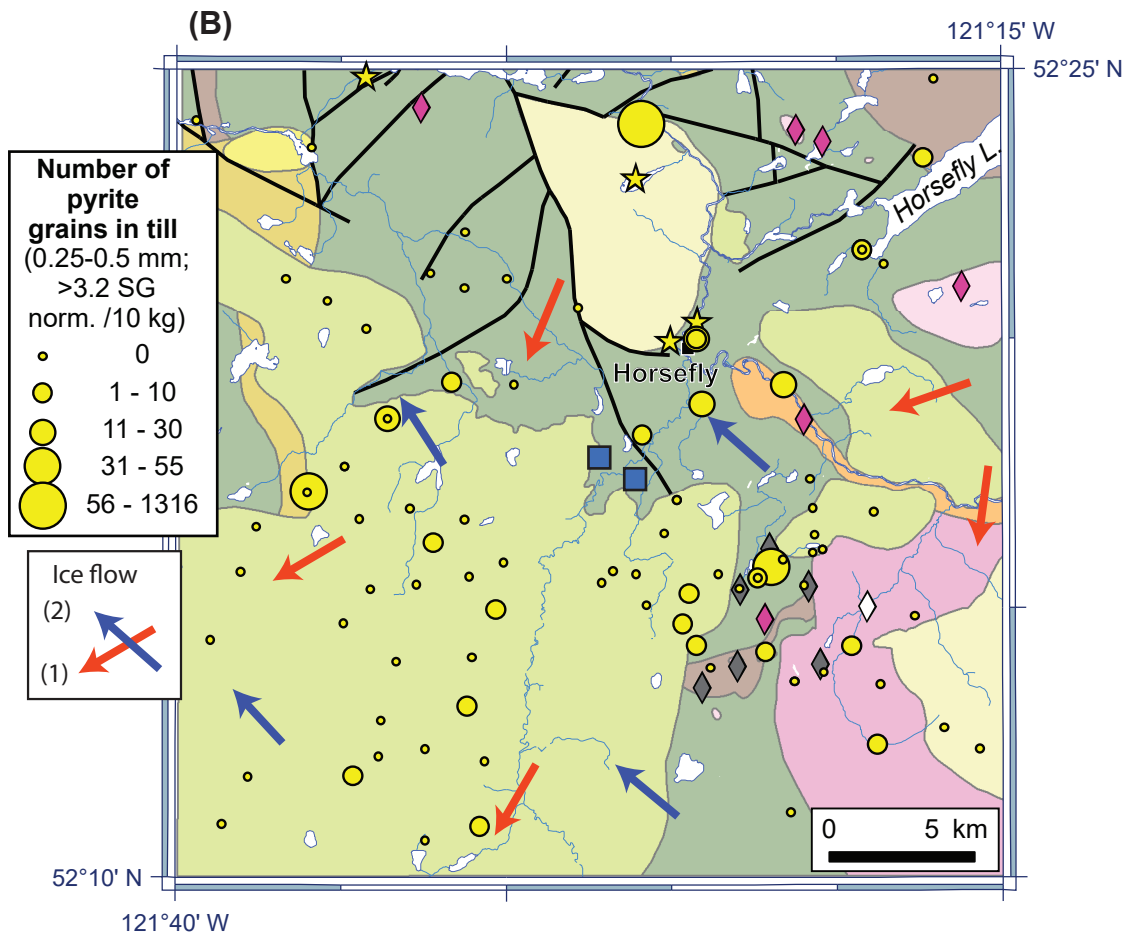 (B)
121°15' W
52°25' N
Horsefly L.
Number of
pyrite
grains in till
(0.25-0.5 mm;
>3.2 SG
norm. /10 kg)
0
1 - 10
11 - 30
31 - 55
56 - 1316
Horsefly
Ice flow
(2)
(1)
0 5 km
52°10' N
121°40' W